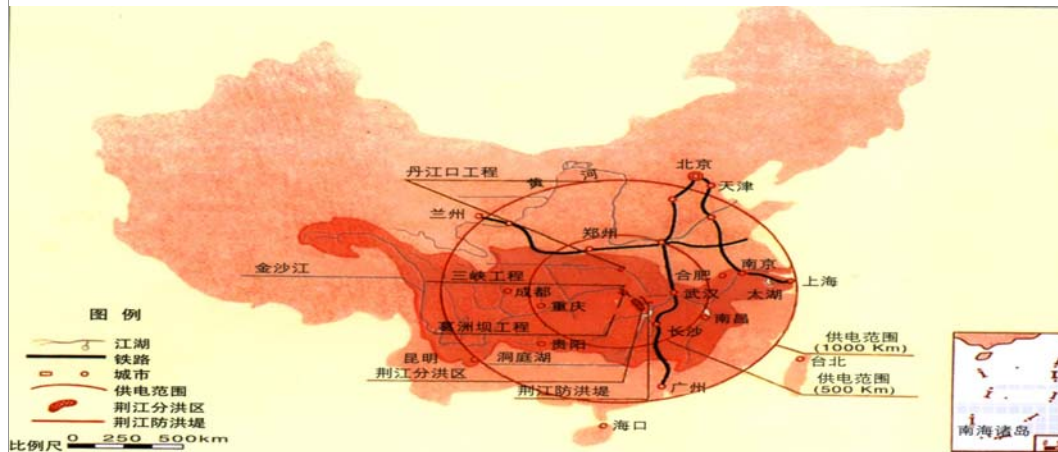 北京
丹江口工程
黄
河
天津
兰州
郑州
金沙江
三峡工程
合肥
南京
上海
成都
武汉
太湖
重庆
南昌
葛洲坝工程
长沙
供电范围
(1000 Km)
贵阳
昆明
洞庭湖
台北
荆江分洪区
供电范围
(500 Km)
荆江防洪堤
广州
海口
图 例
江湖
铁路
城市
供电范围
荆江分洪区
荆江防洪堤
比例尺 0 250 500km
南海诸岛